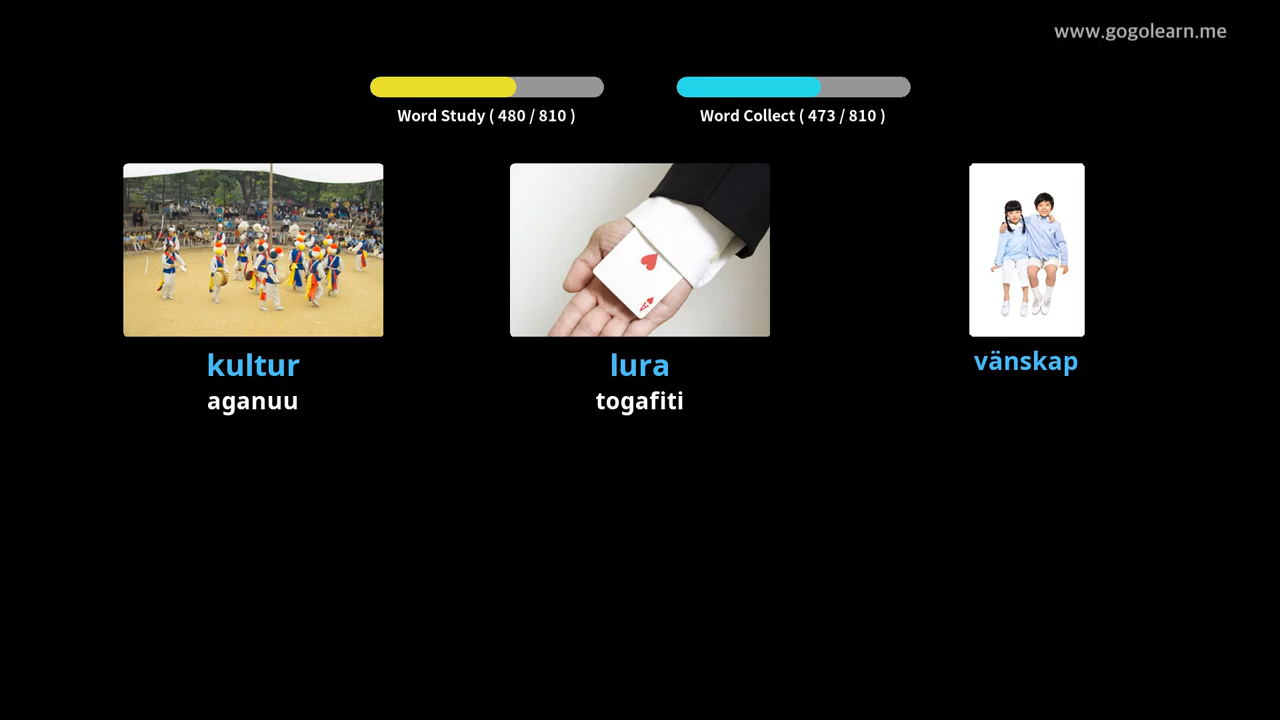 www.gogolearn.me
Word Study ( 480 / 810 )
Word Collect ( 473 / 810 )
kultur
aganuu
lura
togafiti
vänskap